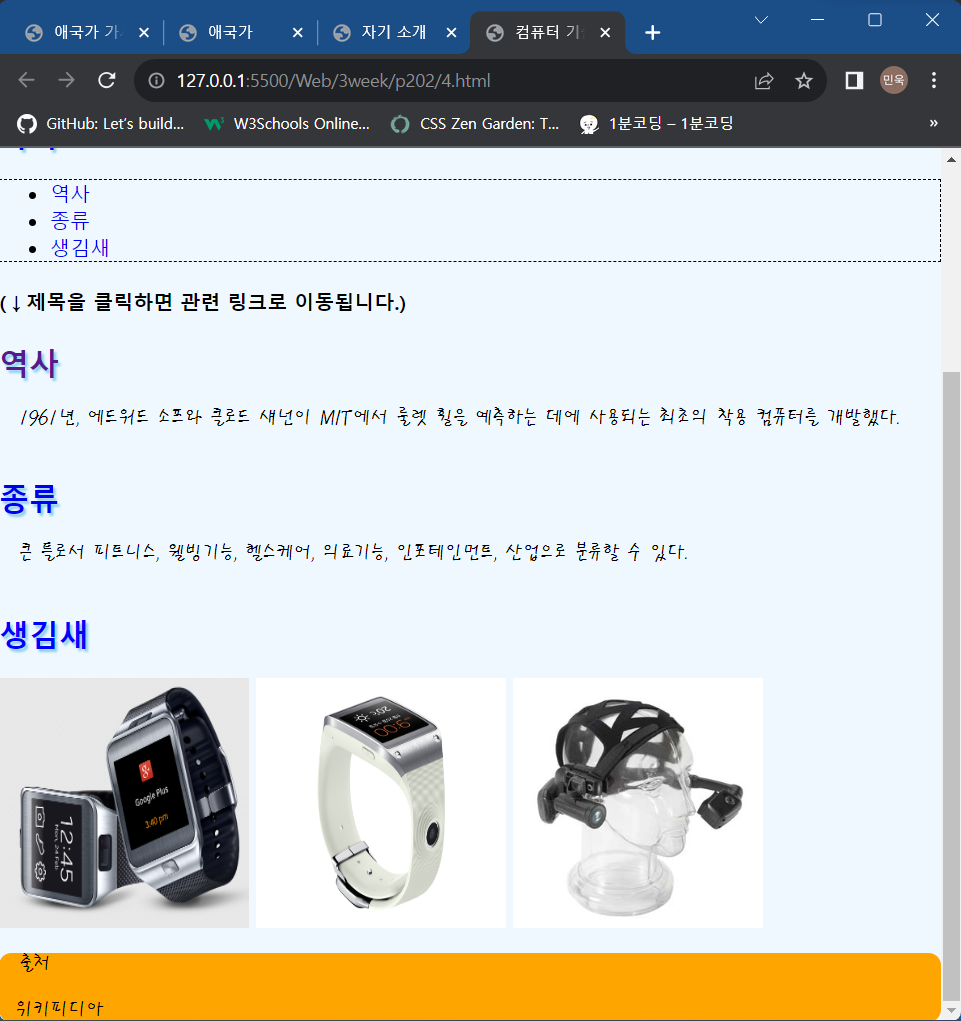 애국가 가
애국가
자기 소개
컴퓨터 기
127.0.0.1:5500/Web/3week/p202/4.html
민욱
GitHub: Let's build...
W3Schools Online...
CSS Zen Garden: T...
1분코딩 – 1분코딩
»
역사
종류
생김새
(↓제목을 클릭하면 관련 링크로 이동됩니다.)
역사
1961년, 에드워드 소프와 클로드 섀넌이 MIT에서 룰렛 휠을 예측하는 데에 사용되는 최초의 착용 컴퓨터를 개발했다.
종류
큰 틀로서 피트니스, 웰빙기능, 헬스케어, 의료기능, 인포테인먼트, 산업으로 분류할 수 있다.
생김새
12:45
Mon, 24 Feb
Google Plus
3:40 pm
출처
위키피디아